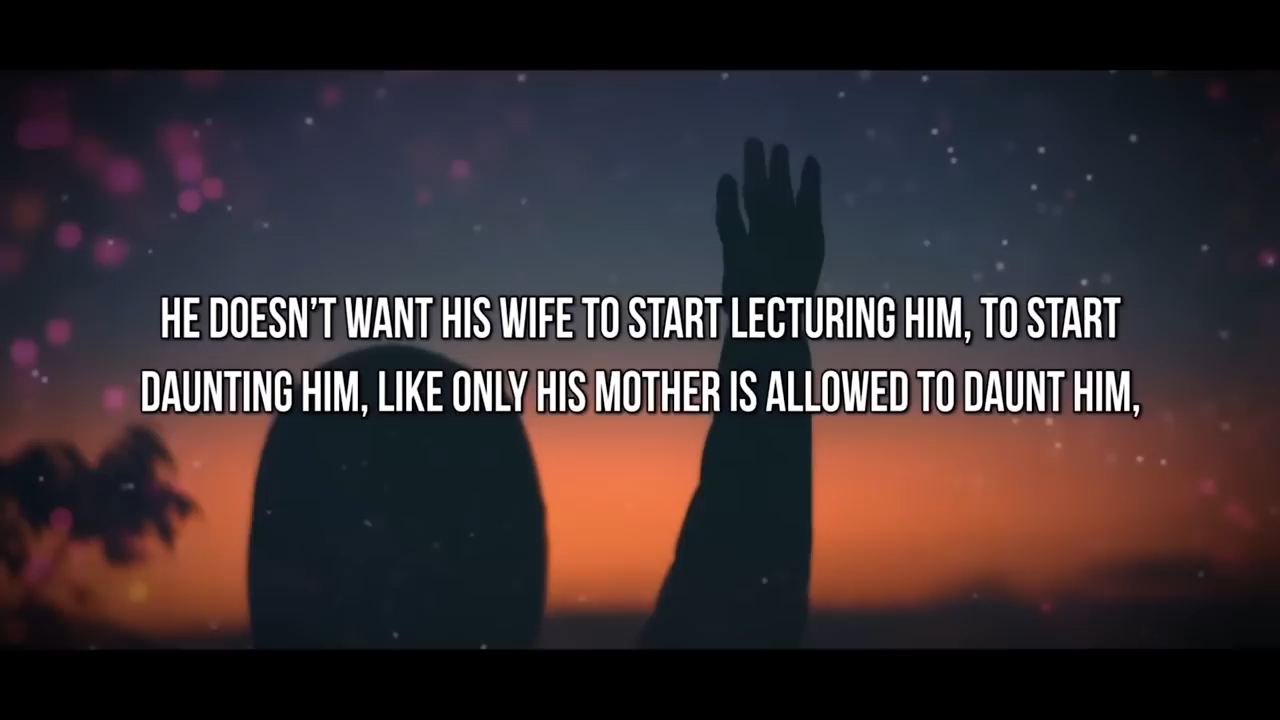 HE DOESN’T WANT HIS WIFE TO START LECTURING HIM, TO START
DAUNTING HIM, LIKE ONLY HIS MOTHER IS ALLOWED TO DAUNT HIM,